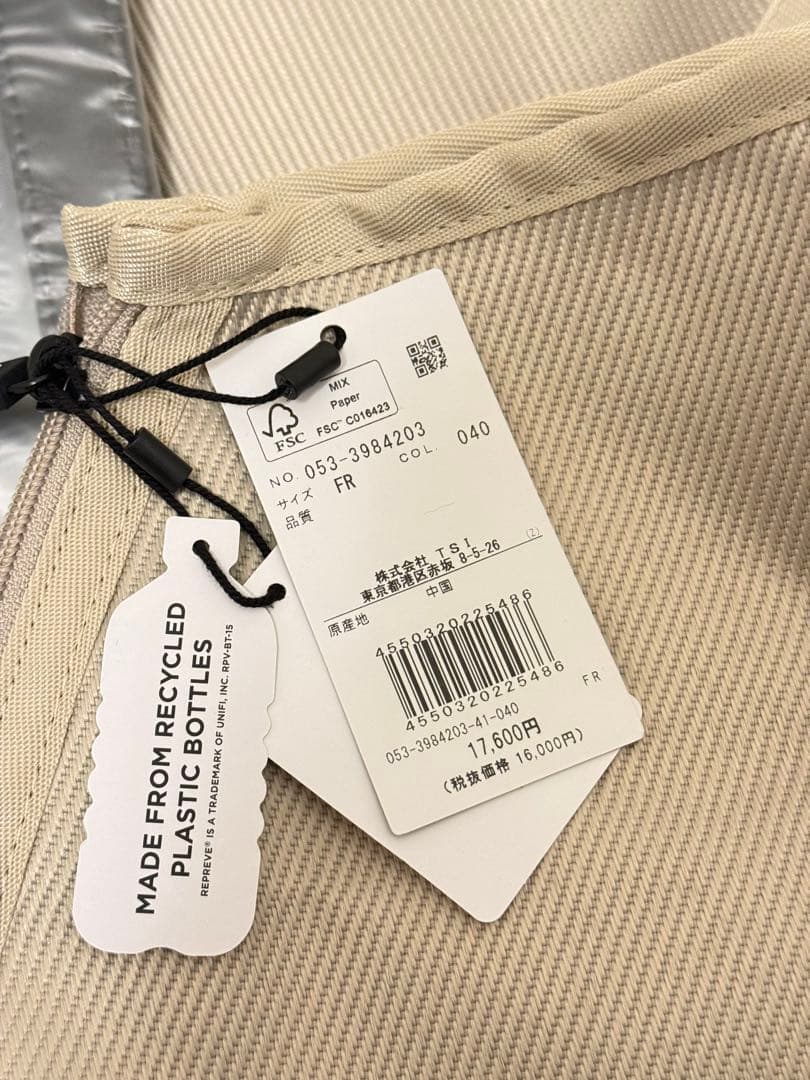 MIX
Paper
FSC
FSC™ C016423
NO. 053-3984203 COL. 040
サイズ FR
品質
(Z)
株式会社 TSI
東京都港区赤坂 8-5-26
原産地 中国
4550320225486
4550320225486
FR
053-3984203-41-040
17,600円
(税抜価格 16,000円)
MADE FROM RECYCLED
PLASTIC BOTTLES
REPREVE® IS A TRADEMARK OF UNIFI, INC. RPV-BT-15